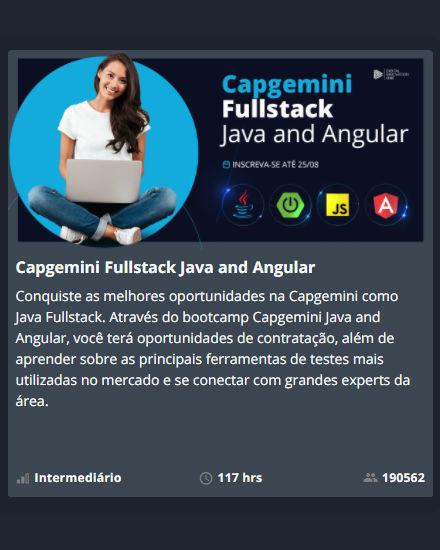 Capgemini
Fullstack
Java and Angular
DIGITAL
INNOVATION
ONE
INSCREVA-SE ATÉ 25/08
JS
A
Capgemini Fullstack Java and Angular
Conquiste as melhores oportunidades na Capgemini como
Java Fullstack. Através do bootcamp Capgemini Java and
Angular, você terá oportunidades de contratação, além de
aprender sobre as principais ferramentas de testes mais
utilizadas no mercado e se conectar com grandes experts da
área.
Intermediário
117 hrs
190562